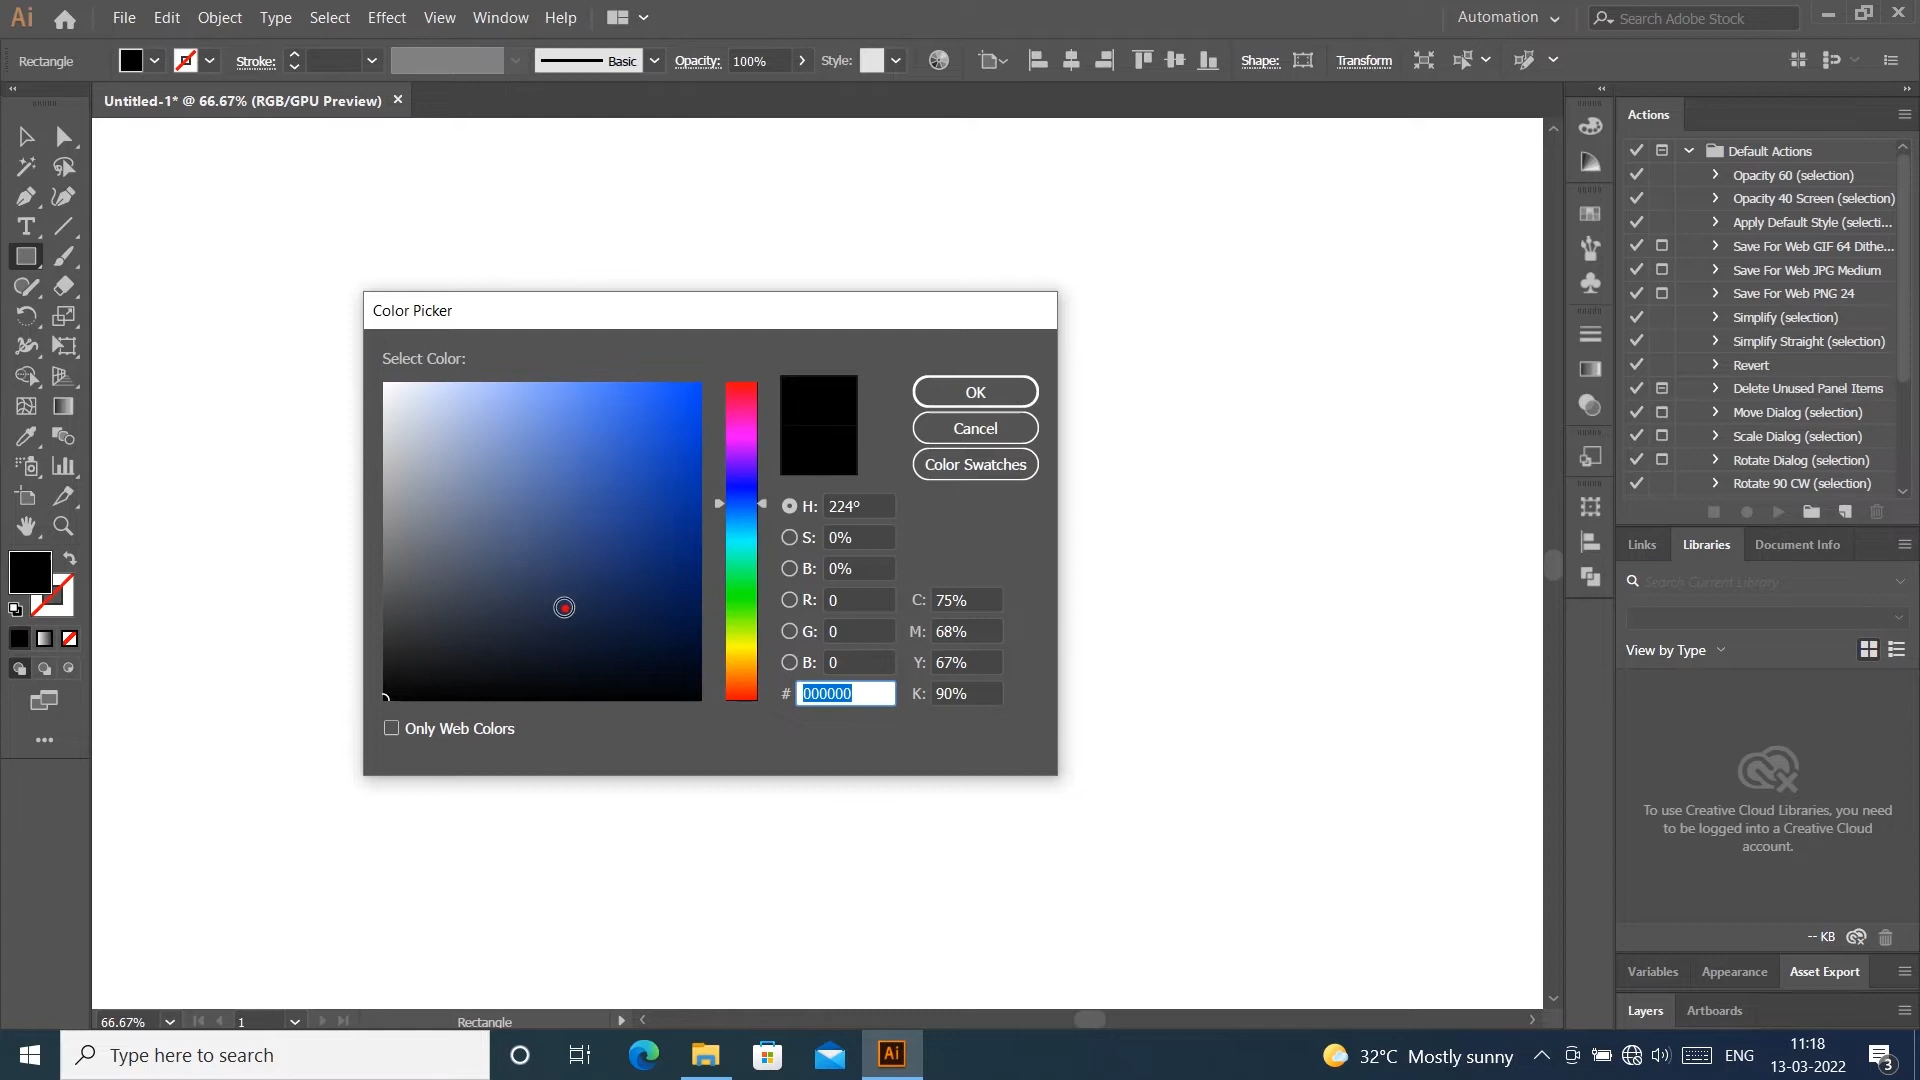 Ai File Edit Object Type Select Effect View Window Help Automation Search Adobe Stock
Rectangle Stroke: Basic Opacity: 100% Style: Shape: Transform
Untitled-1* @ 66.67% (RGB/GPU Preview)
Actions
Default Actions
Opacity 60 (selection)
Opacity 40 Screen (selection)
Apply Default Style (selecti...
Save For Web GIF 64 Dithe...
Save For Web JPG Medium
Save For Web PNG 24
Simplify (selection)
Simplify Straight (selection)
Revert
Delete Unused Panel Items
Move Dialog (selection)
Scale Dialog (selection)
Rotate Dialog (selection)
Rotate 90 CW (selection)
Color Picker
Select Color:
OK
Cancel
Color Swatches
H: 224°
S: 0%
B: 0%
R: 0 C: 75%
G: 0 M: 68%
B: 0 Y: 67%
# 000000 K: 90%
Only Web Colors
Links Libraries Document Info
Search Current Library
View by Type
To use Creative Cloud Libraries, you need
to be logged into a Creative Cloud
account.
-- KB
Variables Appearance Asset Export
Layers Artboards
66.67% 1 Rectangle
Type here to search
Ai
32°C Mostly sunny
ENG
11:18
13-03-2022
3